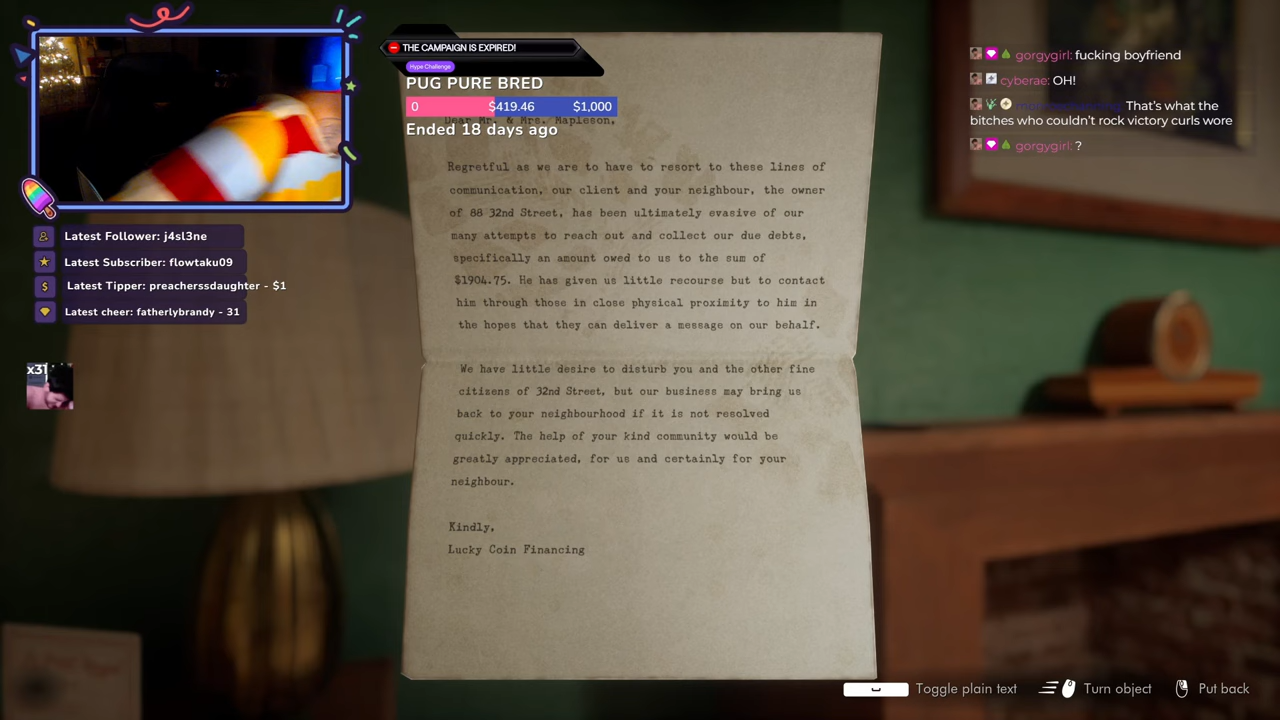 THE CAMPAIGN IS EXPIRED!
Hype Challenge
PUG PURE BRED
0 $419.46 $1,000
Ended 18 days ago
Latest Follower: j4sl3ne
Latest Subscriber: flowtaku09
Latest Tipper: preacherssdaughter - $1
Latest cheer: fatherlybrandy - 31
x31
Dear Mr. & Mrs. Mapleson,
Regretful as we are to have to resort to these lines of
communication, our client and your neighbour, the owner
of 88 32nd Street, has been ultimately evasive of our
many attempts to reach out and collect our due debts,
specifically an amount owed to us to the sum of
$1904.75. He has given us little recourse but to contact
him through those in close physical proximity to him in
the hopes that they can deliver a message on our behalf.
We have little desire to disturb you and the other fine
citizens of 32nd Street, but our business may bring us
back to your neighbourhood if it is not resolved
quickly. The help of your kind community would be
greatly appreciated, for us and certainly for your
neighbour.
Kindly,
Lucky Coin Financing
gorgygirl: fucking boyfriend
cyberae: OH!
That's what the
bitches who couldn't rock victory curls wore
gorgygirl: ?
Toggle plain text
Turn object
Put back